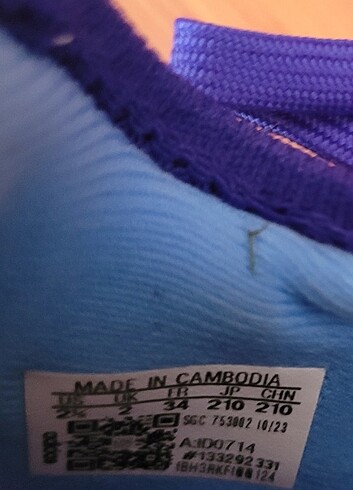 MADE IN CAMBODIA
US UK FR JP CHN
2½ 2 34 210 210
SGC 753002 10/23
A:ID0714
#133292331